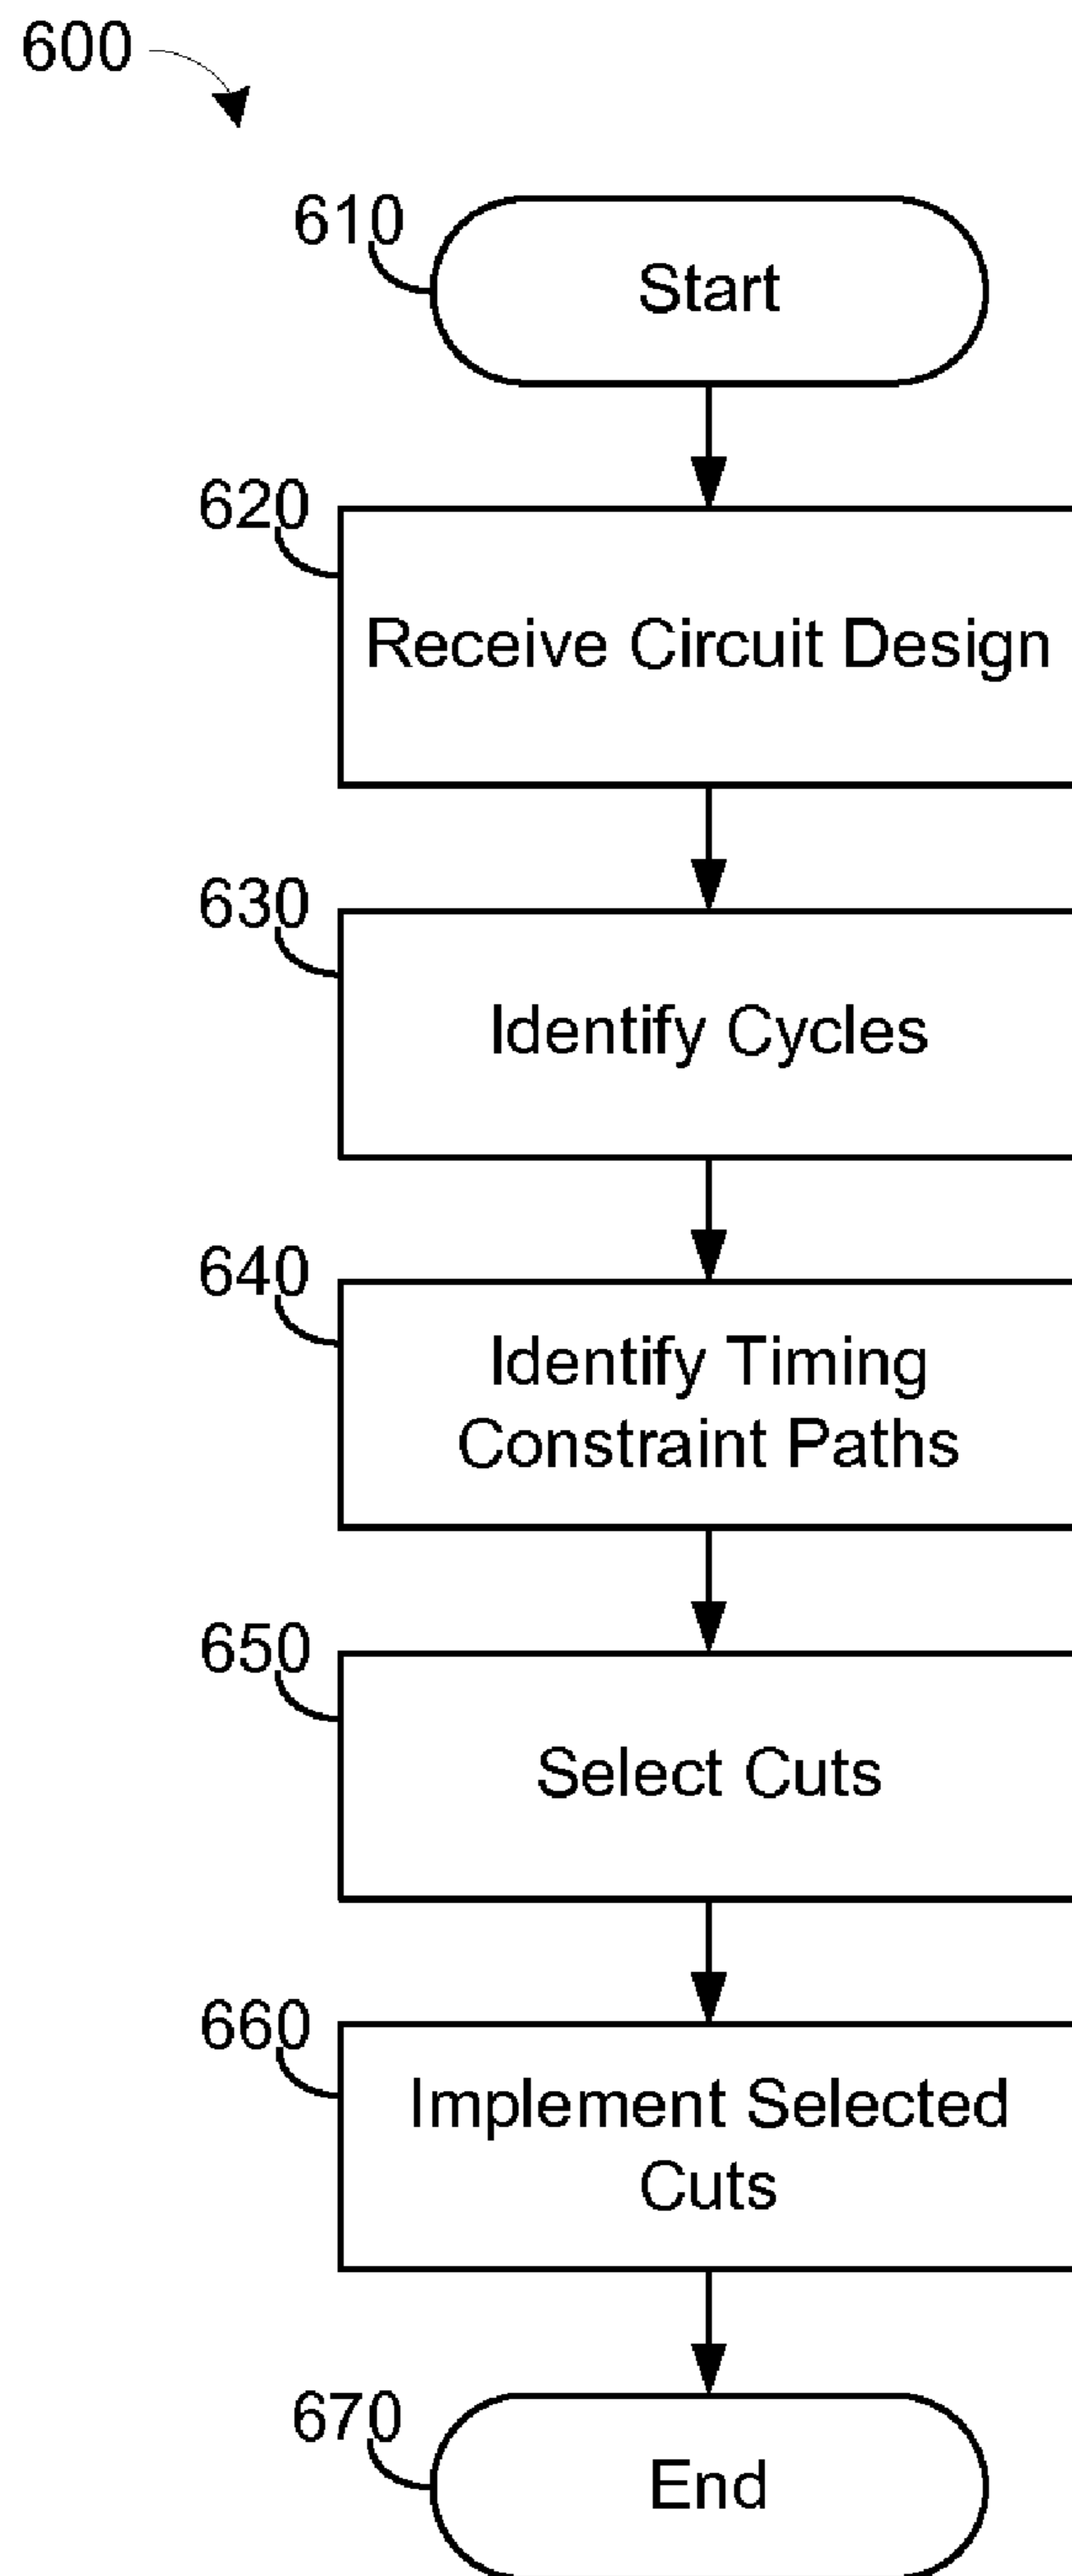 600
610
Start
620
Receive Circuit Design
630
Identify Cycles
640
Identify Timing
Constraint Paths
650
Select Cuts
660
Implement Selected
Cuts
670
End